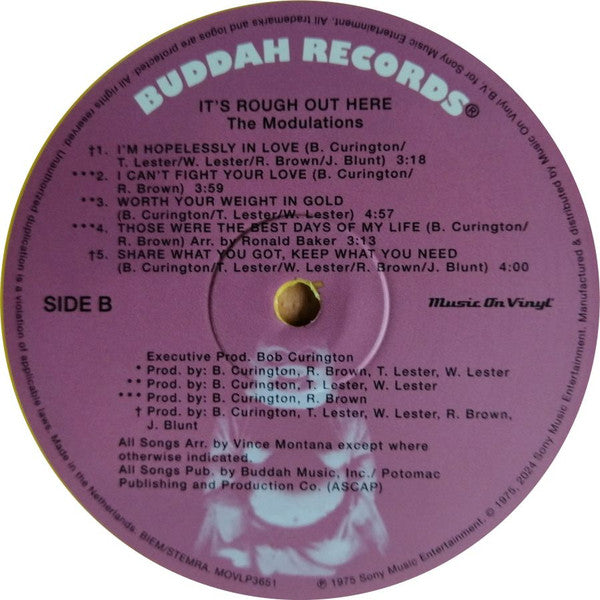 BUDDAH RECORDS®
IT'S ROUGH OUT HERE
The Modulations
†1. I'M HOPELESSLY IN LOVE (B. Curington/
T. Lester/W. Lester/R. Brown/J. Blunt) 3:18
***2. I CAN'T FIGHT YOUR LOVE (B. Curington/
R. Brown) 3:59
**3. WORTH YOUR WEIGHT IN GOLD
(B. Curington/T. Lester/W. Lester) 4:57
***4. THOSE WERE THE BEST DAYS OF MY LIFE (B. Curington/
R. Brown) Arr. by Ronald Baker 3:13
†5. SHARE WHAT YOU GOT, KEEP WHAT YOU NEED
(B. Curington/T. Lester/W. Lester/R. Brown/J. Blunt) 4:00
SIDE B
Music On Vinyl
Executive Prod. Bob Curington
* Prod. by: B. Curington, R. Brown, T. Lester, W. Lester
** Prod. by: B. Curington, T. Lester, W. Lester
*** Prod. by: B. Curington, R. Brown
† Prod. by: B. Curington, T. Lester, W. Lester, R. Brown,
J. Blunt
All Songs Arr. by Vince Montana except where
otherwise indicated.
All Songs Pub. by Buddah Music, Inc./ Potomac
Publishing and Production Co. (ASCAP)
℗ 1975 Sony Music Entertainment. © 1975, 2024 Sony Music Entertainment. Manufactured & distributed by Music On Vinyl B.V. for Sony Music Entertainment. All trademarks and logos are protected. All rights reserved. Unauthorized duplication is a violation of applicable laws. Made in the Netherlands. BIEM/STEMRA. MOVLP3651